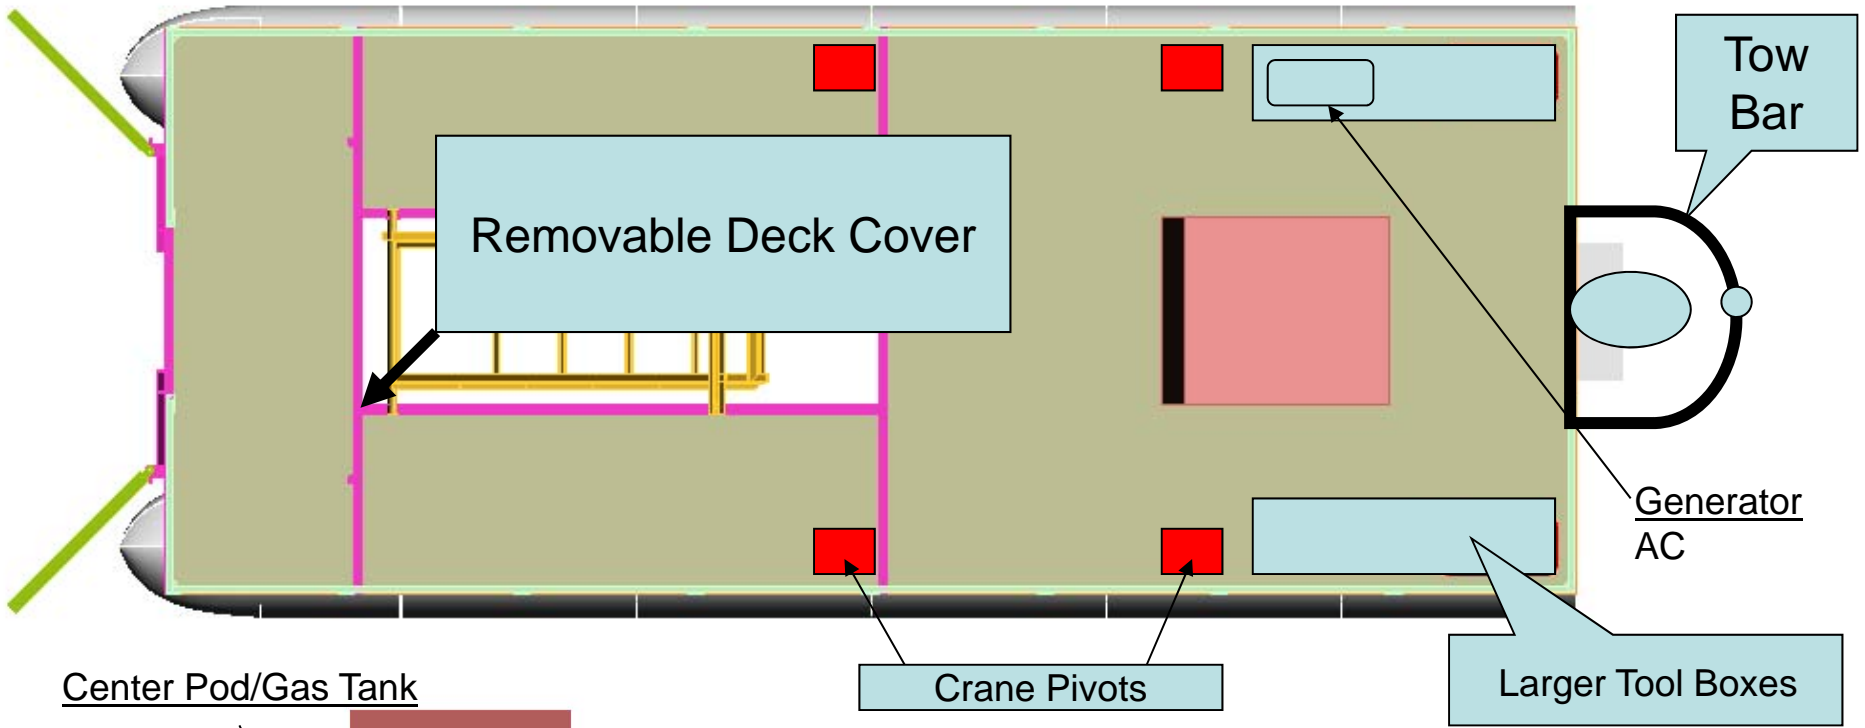 Tow
Bar
Removable Deck Cover
Generator
AC
Crane Pivots
Larger Tool Boxes
Center Pod/Gas Tank